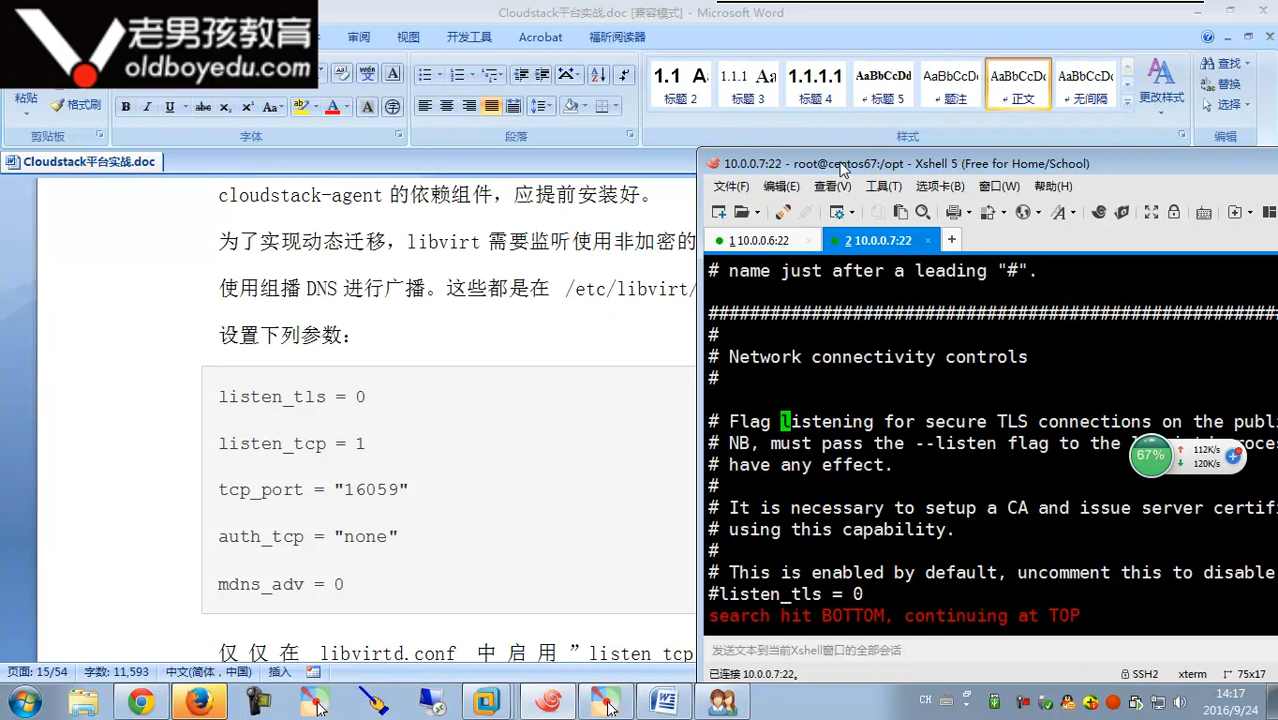 Cloudstack平台实战.doc [兼容模式] - Microsoft Word
老男孩教育
oldboyedu.com
审阅
视图
开发工具
Acrobat
福昕阅读器
粘贴
格式刷
剪贴板
字体
段落
1.1 A
标题 2
1.1.1 Aa
标题 3
1.1.1.1
标题 4
AaBbCcDd
标题 5
AaBbCcDi
题注
AaBbCcDd
正文
AaBbCcDd
无间隔
更改样式
样式
查找
替换
选择
编辑
Cloudstack平台实战.doc
cloudstack-agent 的依赖组件，应提前安装好。
为了实现动态迁移，libvirt 需要监听使用非加密的
使用组播 DNS 进行广播。这些都是在 /etc/libvirt/
设置下列参数：
listen_tls = 0
listen_tcp = 1
tcp_port = "16059"
auth_tcp = "none"
mdns_adv = 0
仅仅在 libvirtd.conf 中启用"listen_tcp
10.0.0.7:22 - root@centos67:/opt - Xshell 5 (Free for Home/School)
文件(F) 编辑(E) 查看(V) 工具(T) 选项卡(B) 窗口(W) 帮助(H)
1 10.0.0.6:22
2 10.0.0.7:22
# name just after a leading "#".
#######################################################
#
# Network connectivity controls
#
# Flag listening for secure TLS connections on the publi
# NB, must pass the --listen flag to the
# have any effect.
#
# It is necessary to setup a CA and issue server certif
# using this capability.
#
# This is enabled by default, uncomment this to disable
#listen_tls = 0
search hit BOTTOM, continuing at TOP
67%
112K/s
120K/s
发送文本到当前Xshell窗口的全部会话
已连接 10.0.0.7:22。
SSH2
xterm
75x17
页面: 15/54
字数: 11,593
中文(简体，中国)
插入
CH
14:17
2016/9/24